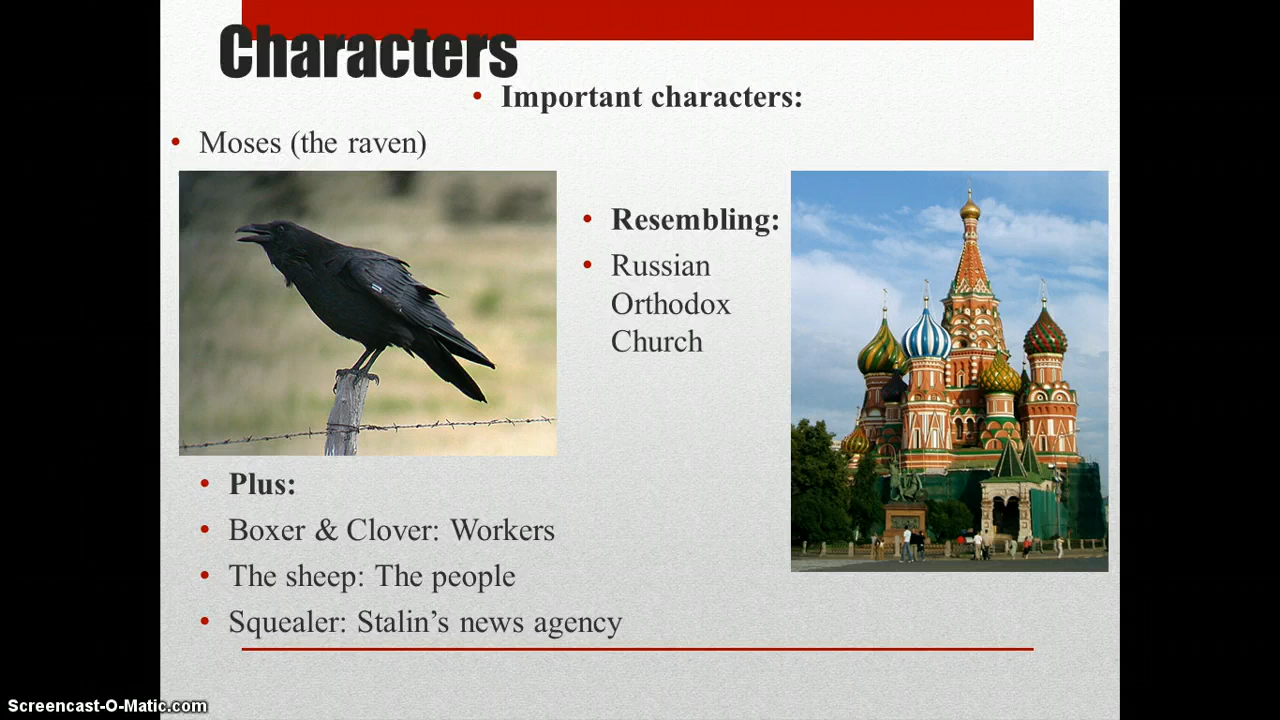 Characters
Important characters:
Moses (the raven)
Resembling:
Russian
Orthodox
Church
Plus:
Boxer & Clover: Workers
The sheep: The people
Squealer: Stalin’s news agency
Screencast-O-Matic.com